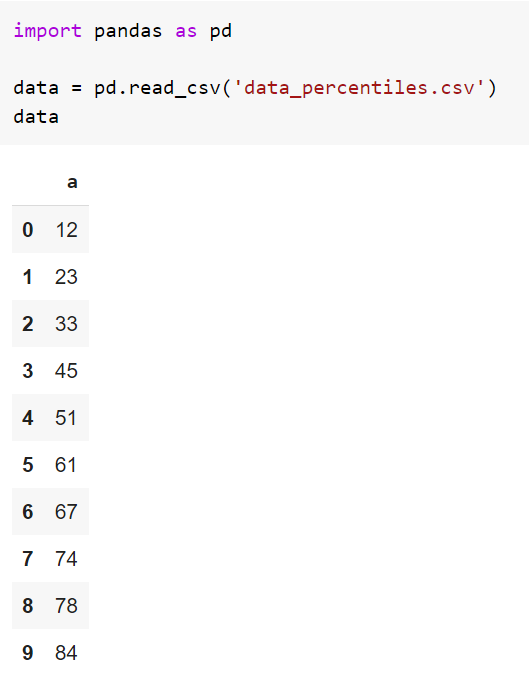 import pandas as pd
data = pd.read_csv('data_percentiles.csv')
data
a
0 12
1 23
2 33
3 45
4 51
5 61
6 67
7 74
8 78
9 84